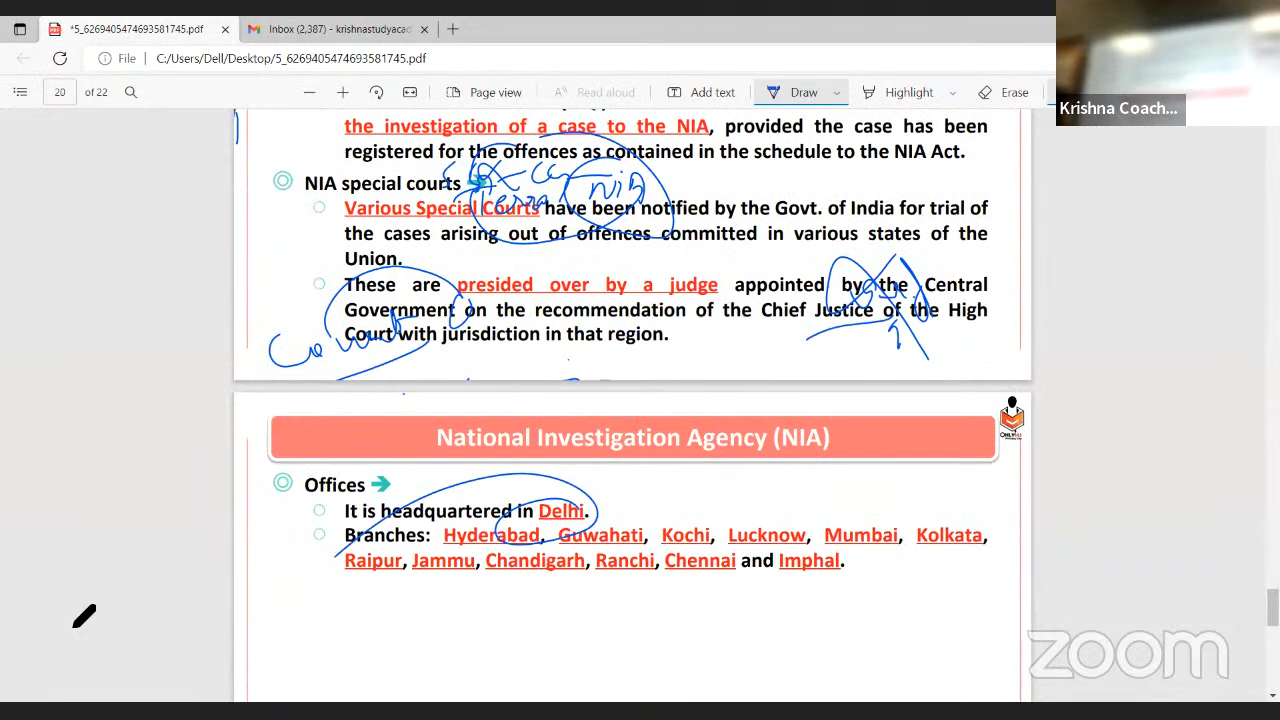 *5_6269405474693581745.pdf
Inbox (2,387) - krishnastudyacad
File C:/Users/Dell/Desktop/5_6269405474693581745.pdf
20 of 22 Page view Read aloud Add text Draw Highlight Erase
Krishna Coach...
the investigation of a case to the NIA, provided the case has been
registered for the offences as contained in the schedule to the NIA Act.
NIA special courts
NIA
Various Special Courts have been notified by the Govt. of India for trial of
the cases arising out of offences committed in various states of the
Union.
These are presided over by a judge appointed by the Central
Government on the recommendation of the Chief Justice of the High
Court with jurisdiction in that region.
National Investigation Agency (NIA)
Offices
It is headquartered in Delhi.
Branches: Hyderabad, Guwahati, Kochi, Lucknow, Mumbai, Kolkata,
Raipur, Jammu, Chandigarh, Ranchi, Chennai and Imphal.
zoom